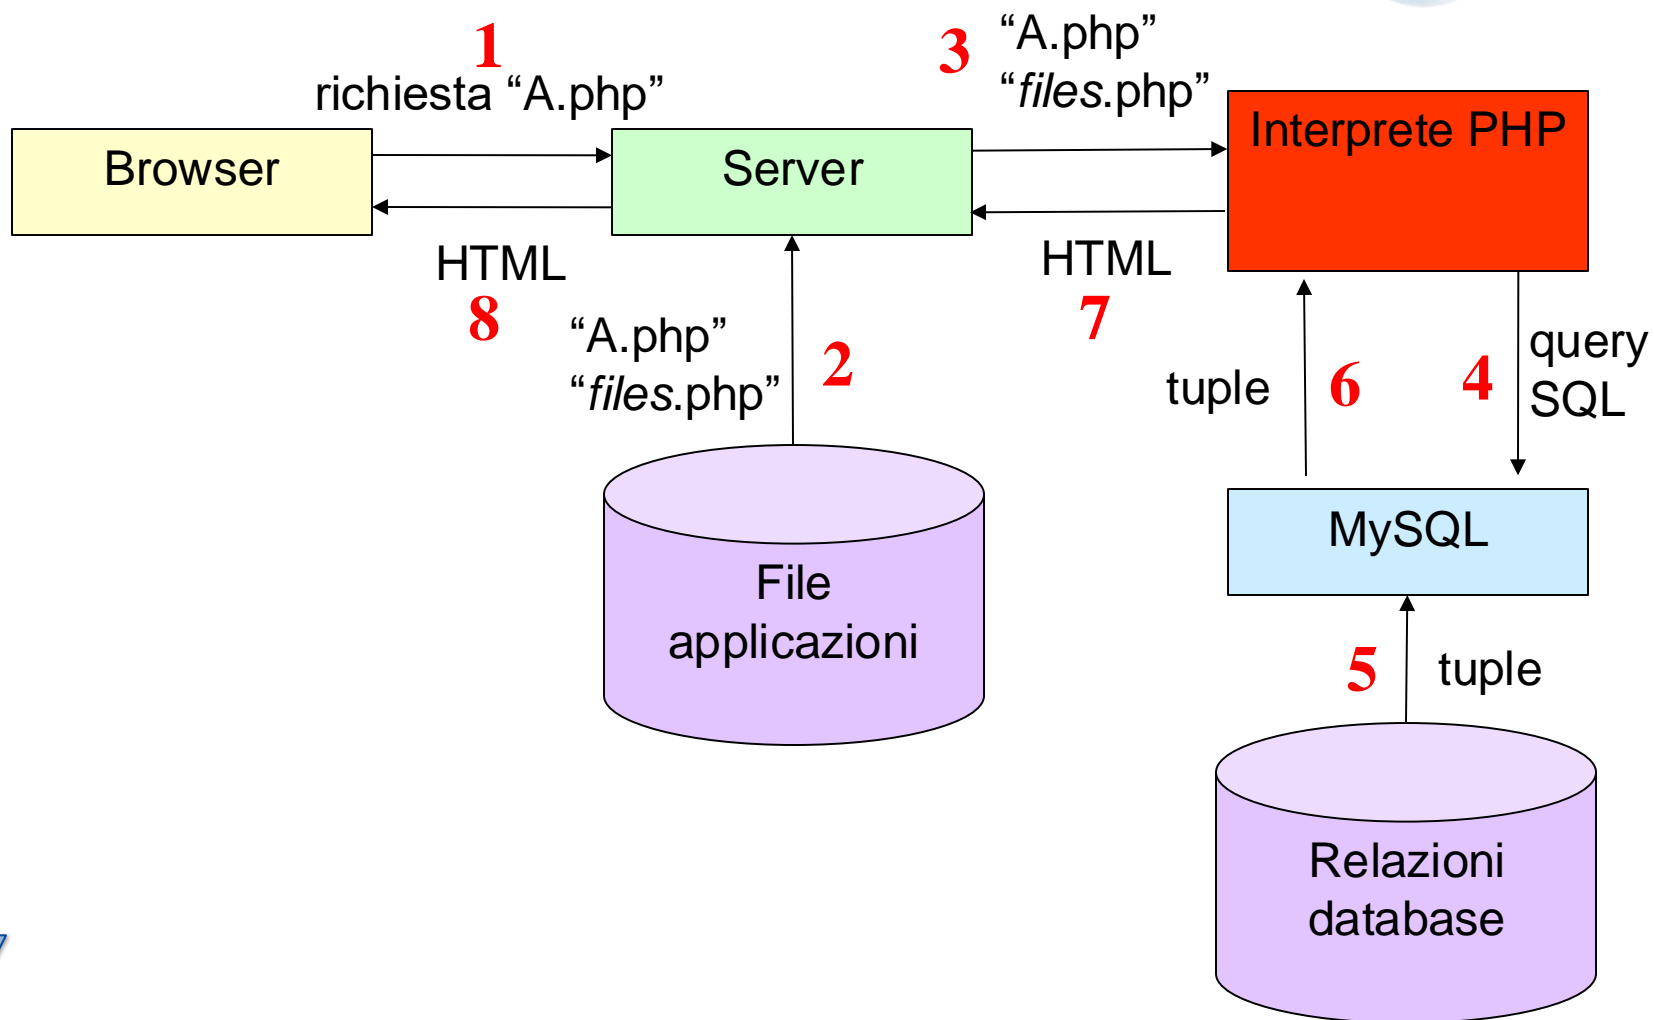 1
richiesta “A.php”
3
“A.php”
“files.php”
Browser
Server
Interprete PHP
HTML
8
“A.php”
“files.php”
2
HTML
7
tuple
6
4
query
SQL
File
applicazioni
MySQL
5
tuple
Relazioni
database